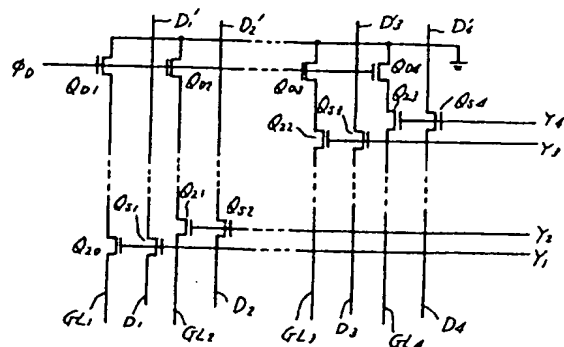 D1' D2' D3' D4'
φD
QD1 QD2 QD3 QD4
Q23 QS4
Q22 QS3 Y4
Y3
QS1 Q21 QS2
Q20 Y2
Y1
GL1 D1 GL2 D2 GL3 D3 GL4 D4